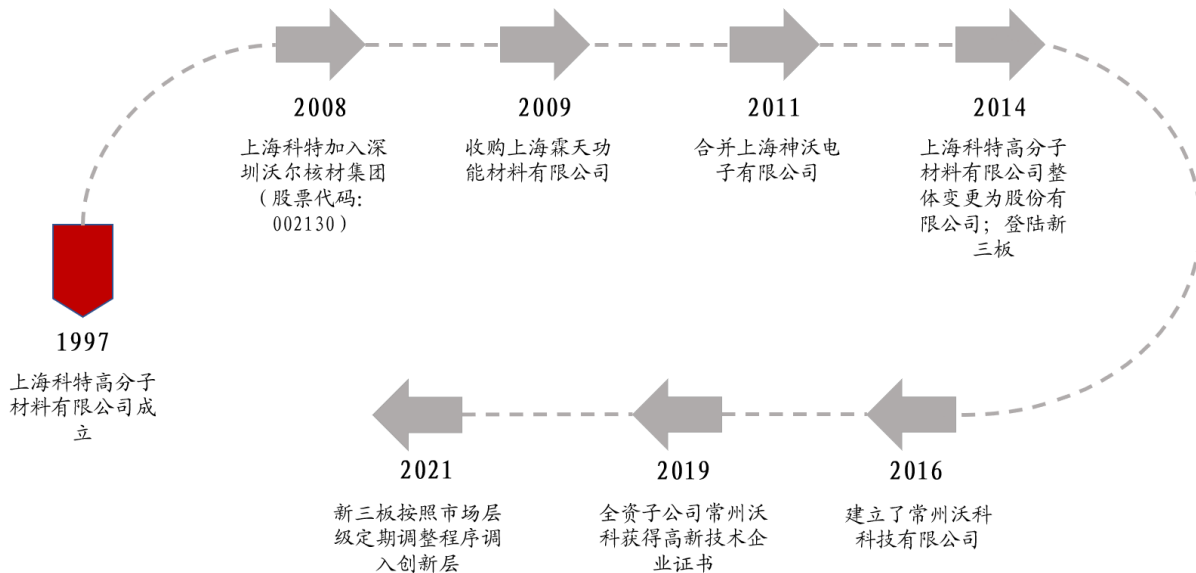 1997
上海科特高分子
材料有限公司成
立
2008
上海科特加入深
圳沃尔核材集团
（股票代码：
002130）
2009
收购上海霖天功
能材料有限公司
2011
合并上海神沃电
子有限公司
2014
上海科特高分子
材料有限公司整
体变更为股份有
限公司；登陆新
三板
2016
建立了常州沃科
科技有限公司
2019
全资子公司常州沃
科获得高新技术企
业证书
2021
新三板按照市场层
级定期调整程序调
入创新层